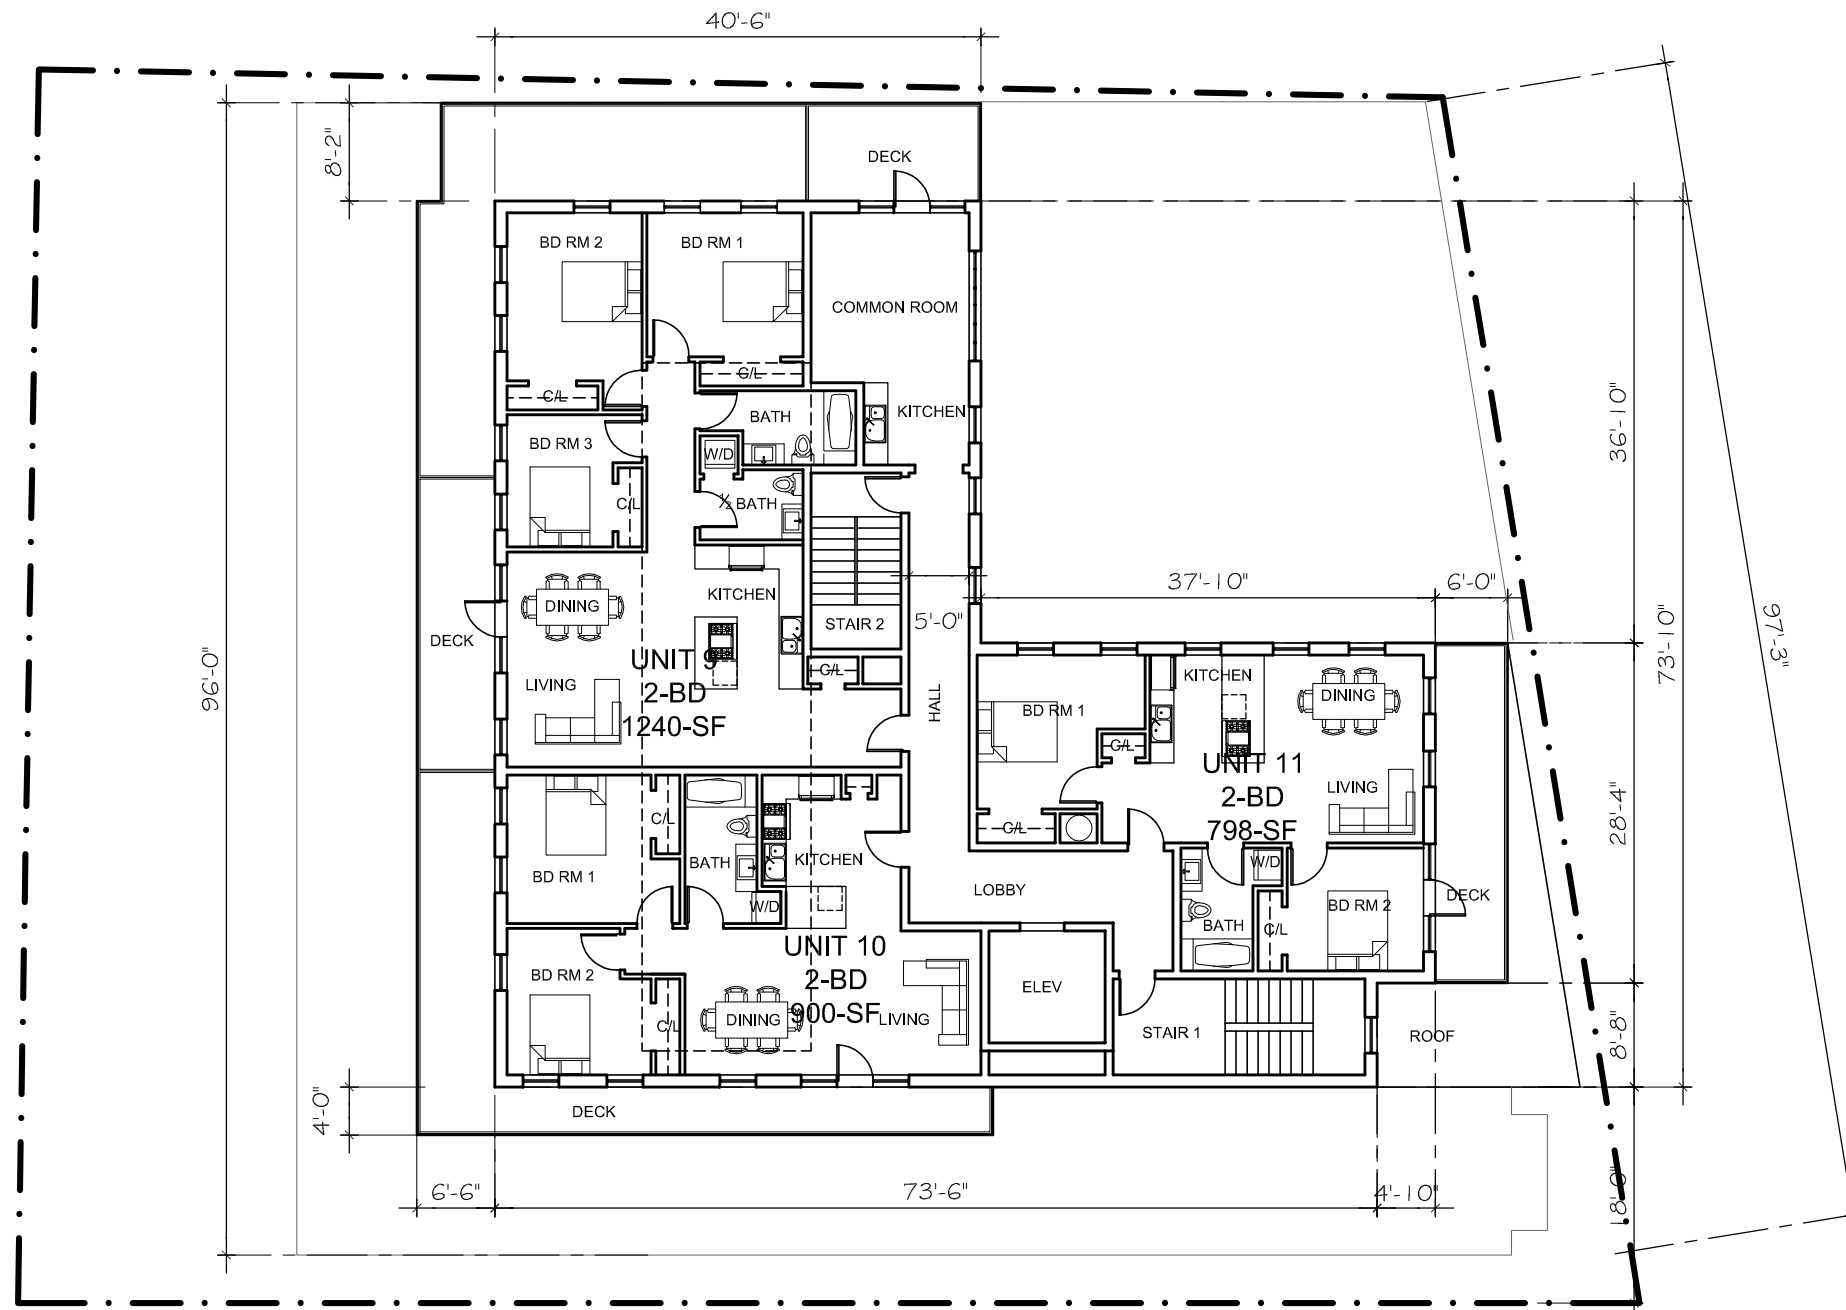 40'-6"
8'-2"
DECK
BD RM 2
BD RM 1
COMMON ROOM
C/L
C/L
BATH
KITCHEN
BD RM 3
W/D
C/L
½ BATH
36'-10"
37'-10"
6'-0"
DINING
KITCHEN
STAIR 2
5'-0"
DECK
96'-0"
97'-3"
73'-10"
UNIT 9
2-BD
1240-SF
LIVING
C/L
HALL
KITCHEN
DINING
BD RM 1
C/L
UNIT 11
2-BD
798-SF
LIVING
C/L
28'-4"
C/L
BATH
KITCHEN
BD RM 1
W/D
LOBBY
W/D
BD RM 2
DECK
BATH
C/L
UNIT 10
2-BD
900-SF
BD RM 2
C/L
DINING
LIVING
ELEV
STAIR 1
ROOF
8'-8"
4'-0"
DECK
6'-6"
73'-6"
4'-10"
18'-0"